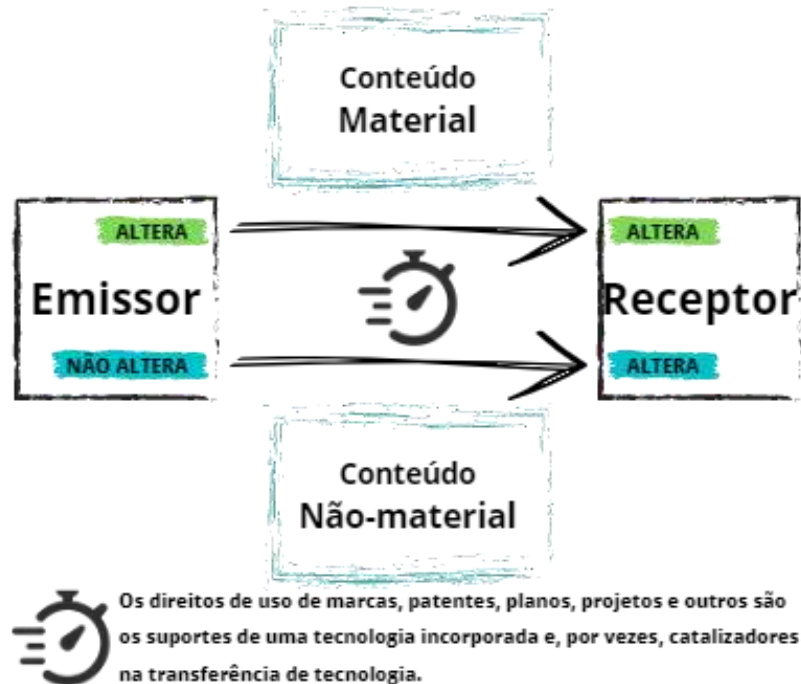 Conteúdo
Material
ALTERA
ALTERA
Emissor
Receptor
NÃO ALTERA
ALTERA
Conteúdo
Não-material
Os direitos de uso de marcas, patentes, planos, projetos e outros são
os suportes de uma tecnologia incorporada e, por vezes, catalizadores
na transferência de tecnologia.